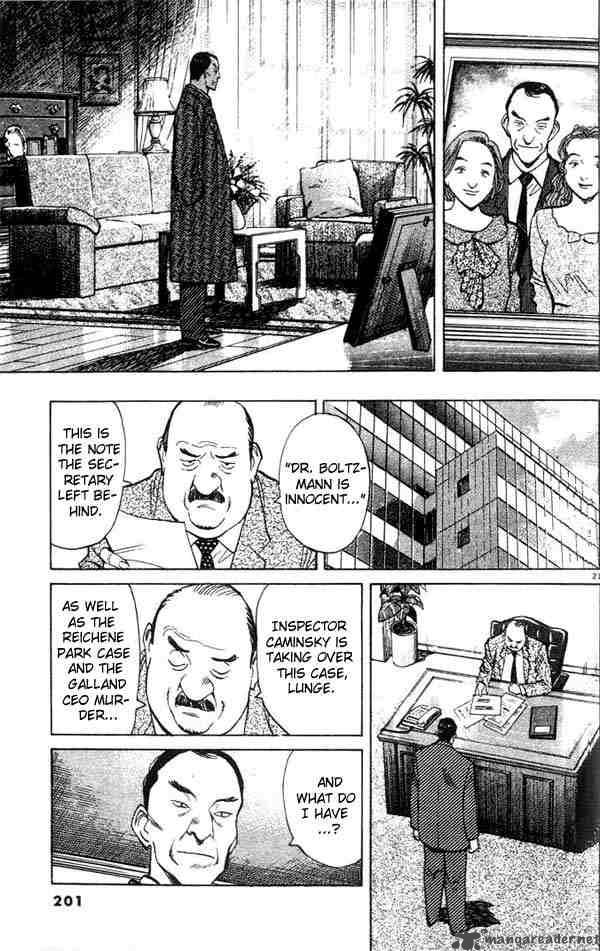 "DR. BOLTZ-
MANN IS
INNOCENT..."
THIS IS
THE NOTE
THE SEC-
RETARY
LEFT BE-
HIND.
INSPECTOR
CAMINSKY IS
TAKING OVER
THIS CASE,
LUNGE.
AS WELL
AS THE
REICHENE
PARK CASE
AND THE
GALLAND
CEO MUR-
DER...
AND
WHAT DO
I HAVE
...?
201
mangareader.net